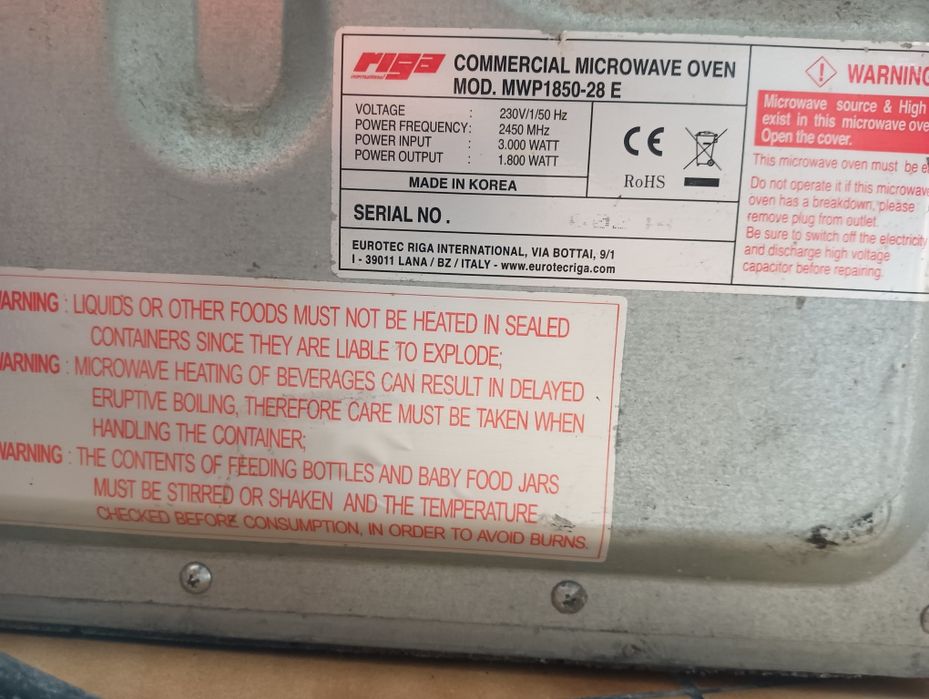 riga
international
COMMERCIAL MICROWAVE OVEN
MOD. MWP1850-28 E
VOLTAGE : 230V/1/50 Hz
POWER FREQUENCY: 2450 MHz
POWER INPUT : 3.000 WATT
POWER OUTPUT : 1.800 WATT
MADE IN KOREA
CE
RoHS
SERIAL NO .
EUROTEC RIGA INTERNATIONAL, VIA BOTTAI, 9/1
I - 39011 LANA / BZ / ITALY - www.eurotecriga.com
WARNING
Microwave source & High
exist in this microwave
Open the cover.
This microwave oven must be
Do not operate it if this
oven has a breakdown, please
remove plug from outlet.
Be sure to switch off the electricity
and discharge high voltage
capacitor before repairing.
WARNING : LIQUIDS OR OTHER FOODS MUST NOT BE HEATED IN SEALED
CONTAINERS SINCE THEY ARE LIABLE TO EXPLODE;
WARNING : MICROWAVE HEATING OF BEVERAGES CAN RESULT IN DELAYED
ERUPTIVE BOILING, THEREFORE CARE MUST BE TAKEN WHEN
HANDLING THE CONTAINER;
WARNING : THE CONTENTS OF FEEDING BOTTLES AND BABY FOOD JARS
MUST BE STIRRED OR SHAKEN AND THE TEMPERATURE
CHECKED BEFORE CONSUMPTION, IN ORDER TO AVOID BURNS.